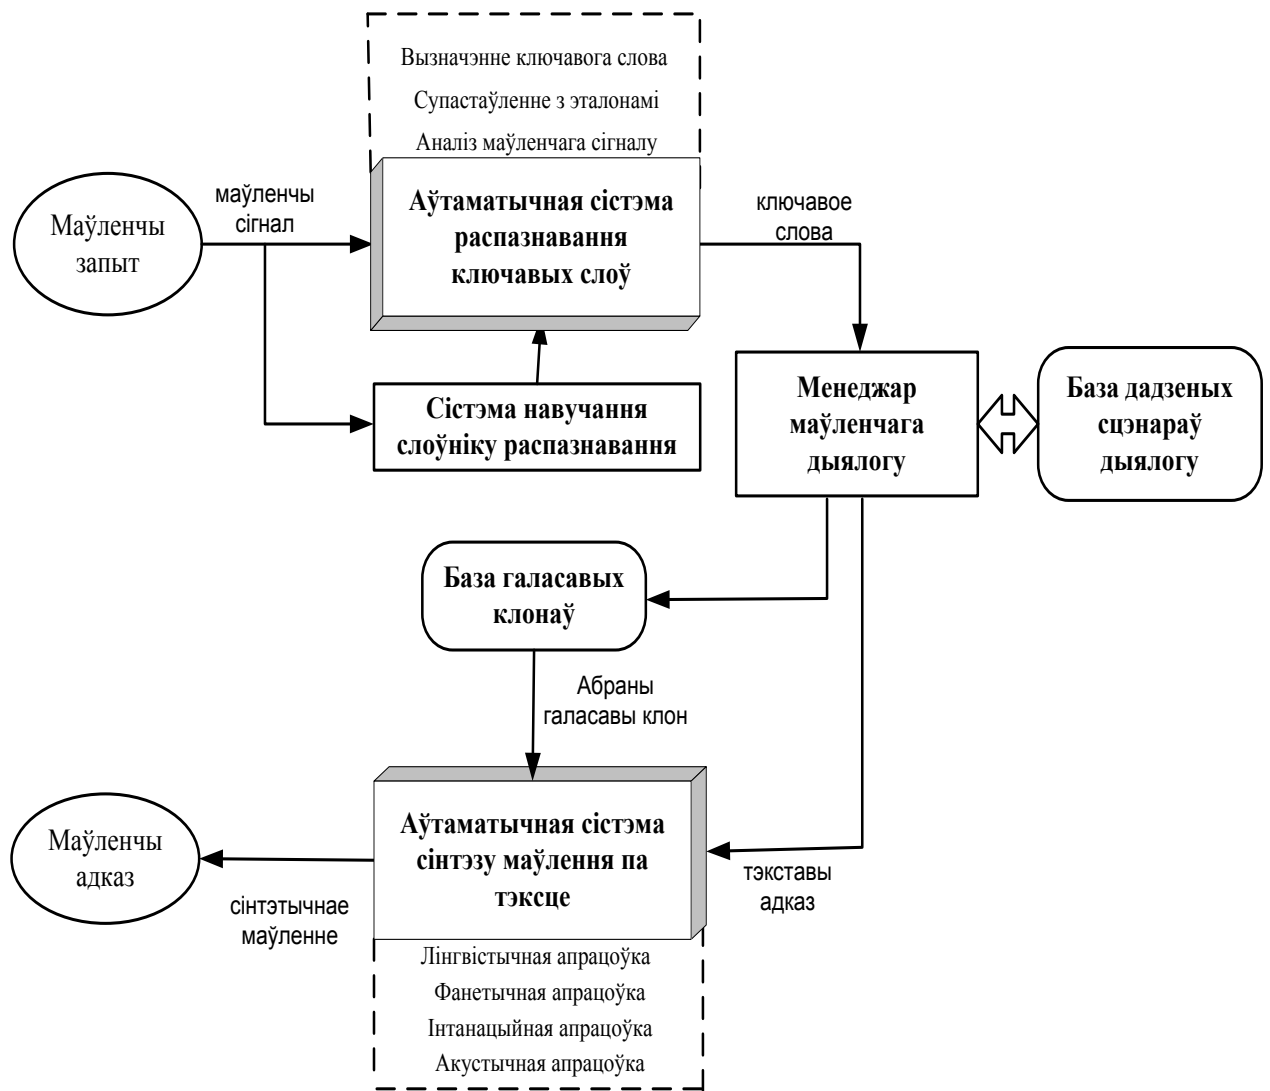 Вызначэнне ключавога слова
Супастаўленне з эталонамі
Аналіз маўленчага сігналу
Маўленчы
запыт
маўленчы
сігнал
Аўтаматычная сістэма
распазнавання
ключавых слоў
ключавое
слова
Сістэма навучання
слоўніку распазнавання
Менеджар
маўленчага
дыялогу
База дадзеных
сцэнараў
дыялогу
База галасавых
клонаў
Абраны
галасавы клон
Маўленчы
адказ
сінтэтычнае
маўленне
Аўтаматычная сістэма
сінтэзу маўлення па
тэксце
тэкставы
адказ
Лінгвістычная апрацоўка
Фанетычная апрацоўка
Інтанацыйная апрацоўка
Акустычная апрацоўка